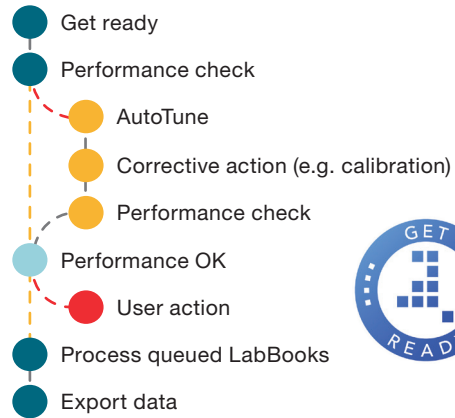 Get ready
Performance check
AutoTune
Corrective action (e.g. calibration)
Performance check
Performance OK
GET
READY
User action
Process queued LabBooks
Export data